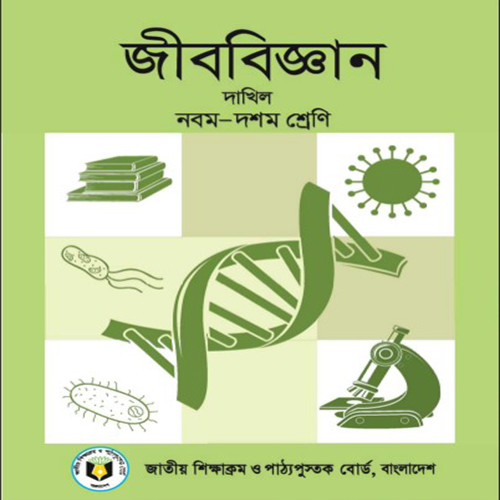 জীববিজ্ঞান
দাখিল
নবম-দশম শ্রেণি
জাতীয় শিক্ষাক্রম ও পাঠ্যপুস্তক বোর্ড, বাংলাদেশ